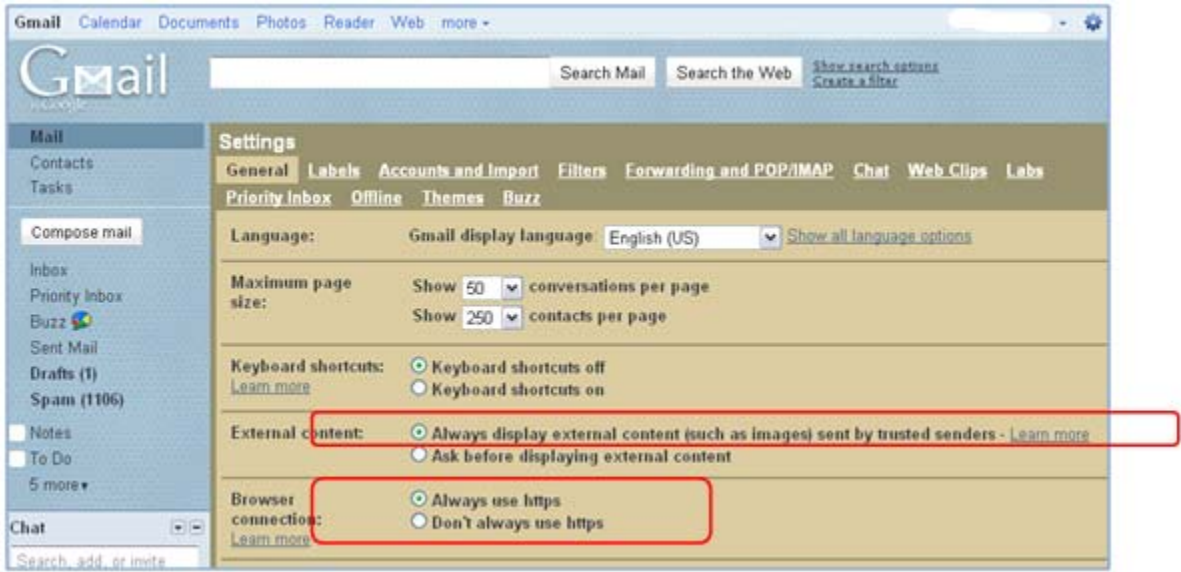 Gmail Calendar Documents Photos Reader Web more
Gmail
Search Mail Search the Web Show search options
Create a filter
Mail
Contacts
Tasks
Compose mail
Inbox
Priority Inbox
Buzz
Sent Mail
Drafts (1)
Spam (1106)
Notes
To Do
5 more
Chat
Search, add, or invite
Settings
General Labels Accounts and Import Filters Forwarding and POP/IMAP Chat Web Clips Labs
Priority Inbox Offline Themes Buzz
Language: Gmail display language English (US) Show all language options
Maximum page size: Show 50 conversations per page
Show 250 contacts per page
Keyboard shortcuts: Keyboard shortcuts off
Learn more Keyboard shortcuts on
External content: Always display external content (such as images) sent by trusted senders - Learn more
Ask before displaying external content
Browser connection: Always use https
Don't always use https
Learn more